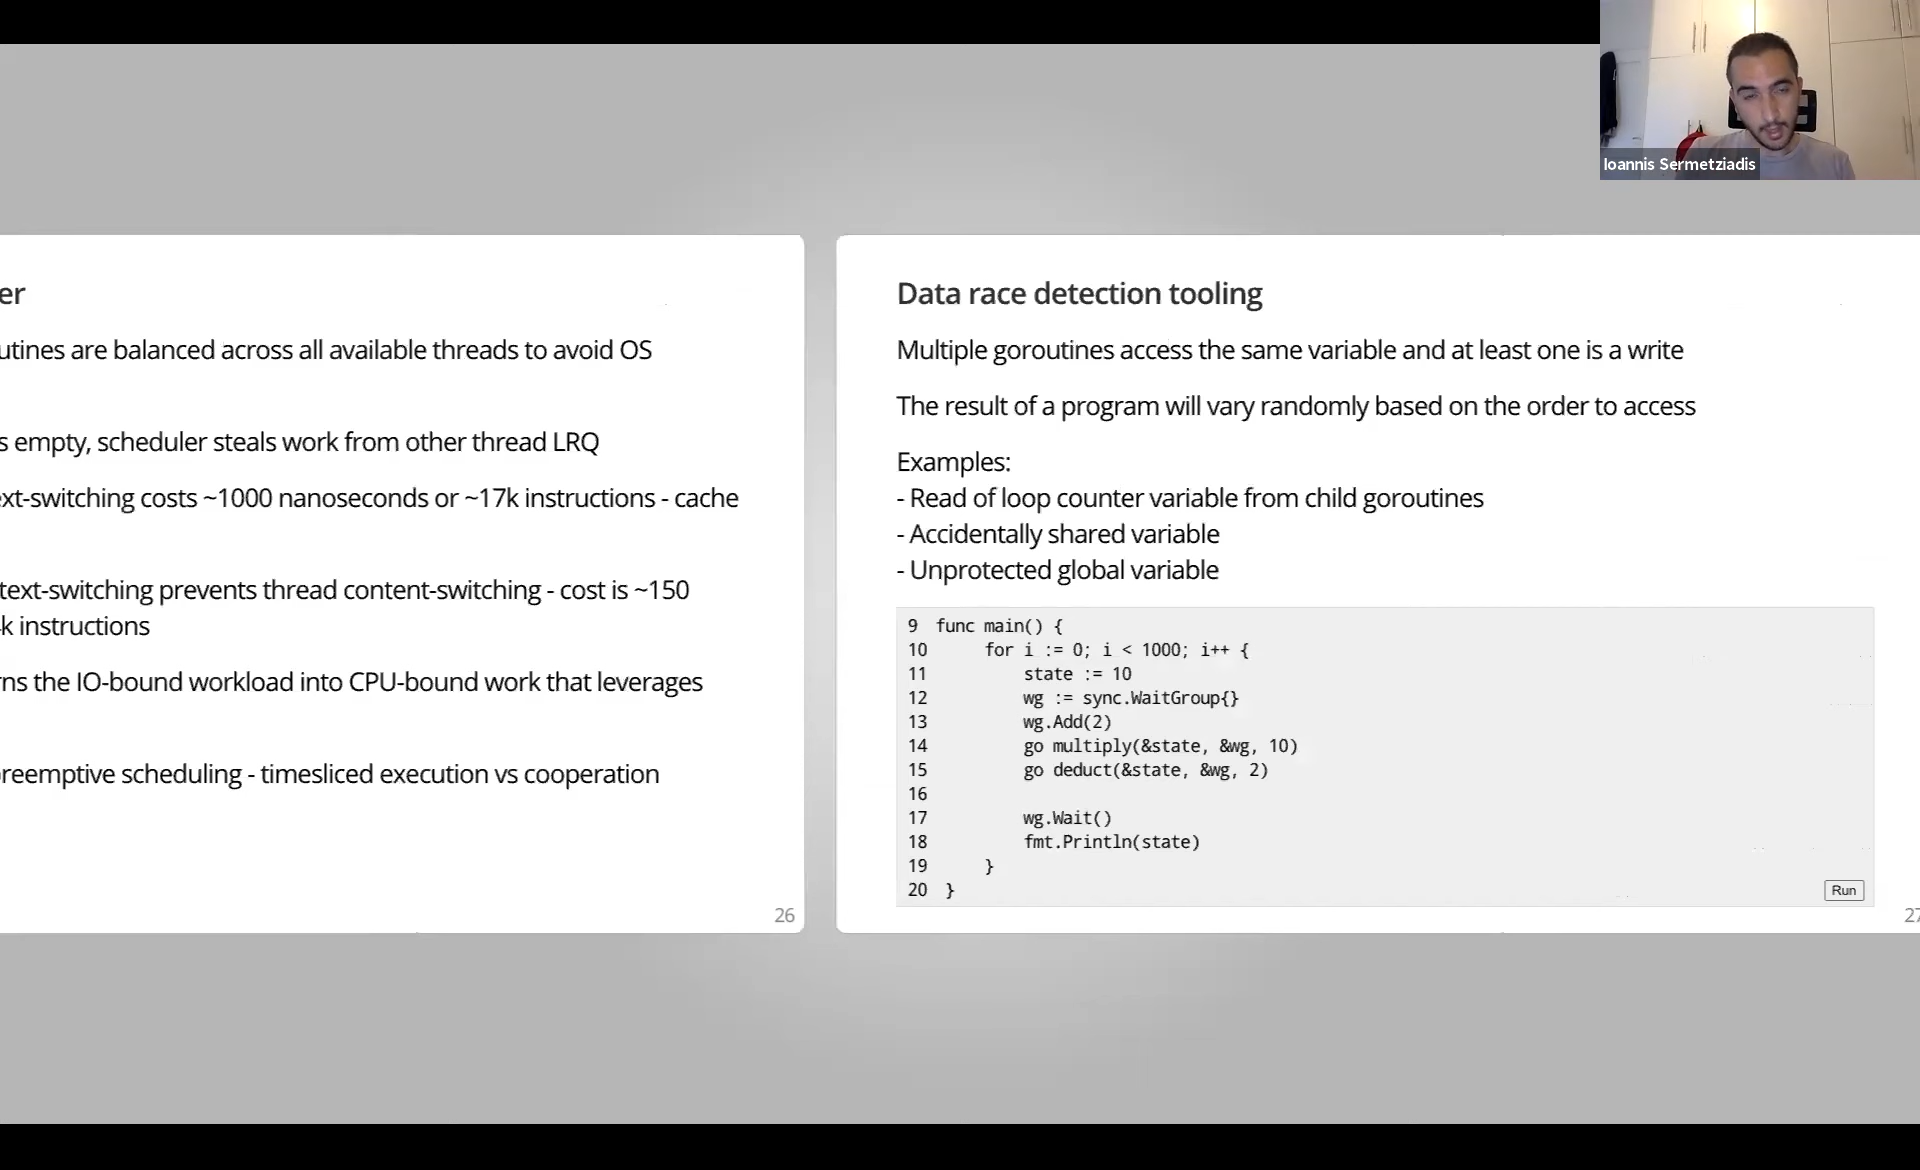 Ioannis Sermetziadis
er
utines are balanced across all available threads to avoid OS
s empty, scheduler steals work from other thread LRQ
ext-switching costs ~1000 nanoseconds or ~17k instructions - cache
text-switching prevents thread content-switching - cost is ~150
k instructions
rns the IO-bound workload into CPU-bound work that leverages
reemptive scheduling - timesliced execution vs cooperation
26
Data race detection tooling
Multiple goroutines access the same variable and at least one is a write
The result of a program will vary randomly based on the order to access
Examples:
- Read of loop counter variable from child goroutines
- Accidentally shared variable
- Unprotected global variable
9 func main() {
10 for i := 0; i < 1000; i++ {
11 state := 10
12 wg := sync.WaitGroup{}
13 wg.Add(2)
14 go multiply(&state, &wg, 10)
15 go deduct(&state, &wg, 2)
16
17 wg.Wait()
18 fmt.Println(state)
19 }
20 }
Run
27